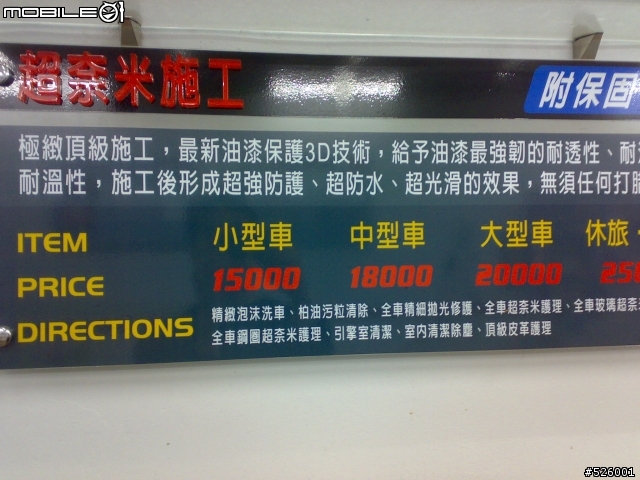 MOBILE01
超奈米施工
附保固
極緻頂級施工，最新油漆保護3D技術，給予油漆最強韌的耐透性、耐
耐溫性，施工後形成超強防護、超防水、超光滑的效果，無須任何打
ITEM 小型車 中型車 大型車 休旅
PRICE 15000 18000 20000 25
DIRECTIONS 精緻泡沫洗車、柏油污粒清除、全車精細拋光修護、全車超奈米護理、全車玻璃超奈
全車鋼圈超奈米護理、引擎室清潔、室內清潔除塵、頂級皮革護理
#526001